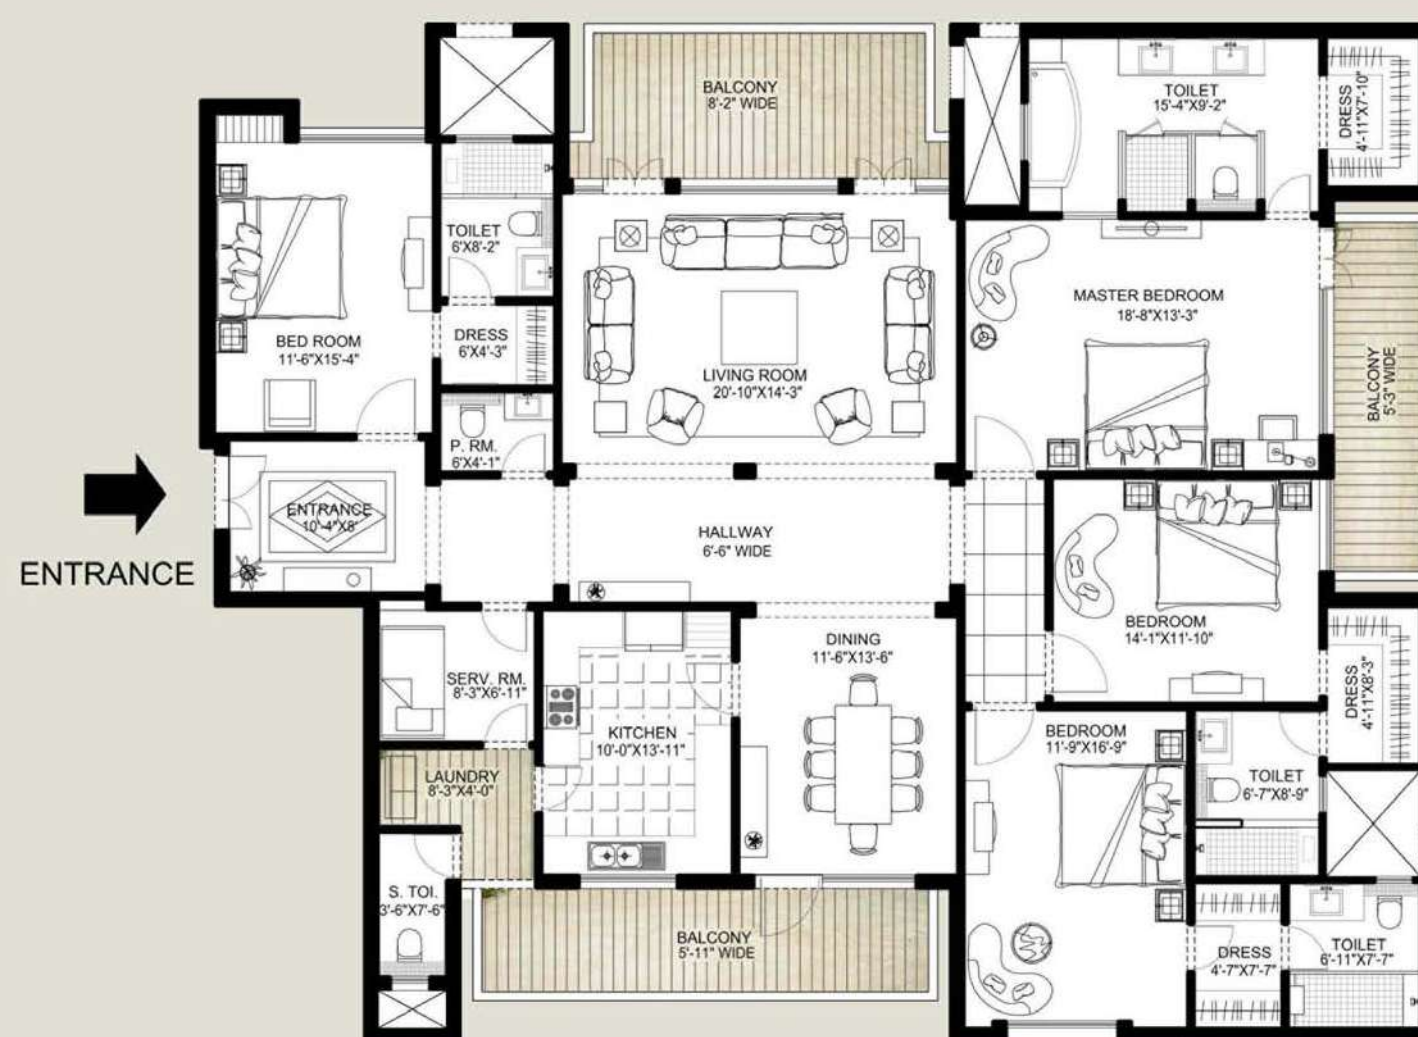 BALCONY
8'-2" WIDE
TOILET
15'-4"X9'-2"
DRESS
4'-11"X7'-10"
TOILET
6'X8'-2"
BED ROOM
11'-6"X15'-4"
DRESS
6'X4'-3"
LIVING ROOM
20'-10"X14'-3"
MASTER BEDROOM
18'-8"X13'-3"
BALCONY
5'-3" WIDE
P. RM.
6'X4'-1"
ENTRANCE
10'-4"X8'
ENTRANCE
HALLWAY
6'-6" WIDE
BEDROOM
14'-1"X11'-10"
DINING
11'-6"X13'-6"
SERV. RM.
8'-3"X6'-11"
DRESS
4'-11"X8'-3"
KITCHEN
10'-0"X13'-11"
BEDROOM
11'-9"X16'-9"
LAUNDRY
8'-3"X4'-0"
TOILET
6'-7"X8'-9"
S. TOI.
3'-6"X7'-6"
BALCONY
5'-11" WIDE
DRESS
4'-7"X7'-7"
TOILET
6'-11"X7'-7"